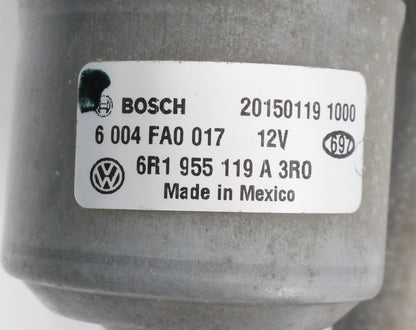 BOSCH 20150119 1000
6 004 FA0 017 12V 697
6R1 955 119 A 3R0
Made in Mexico